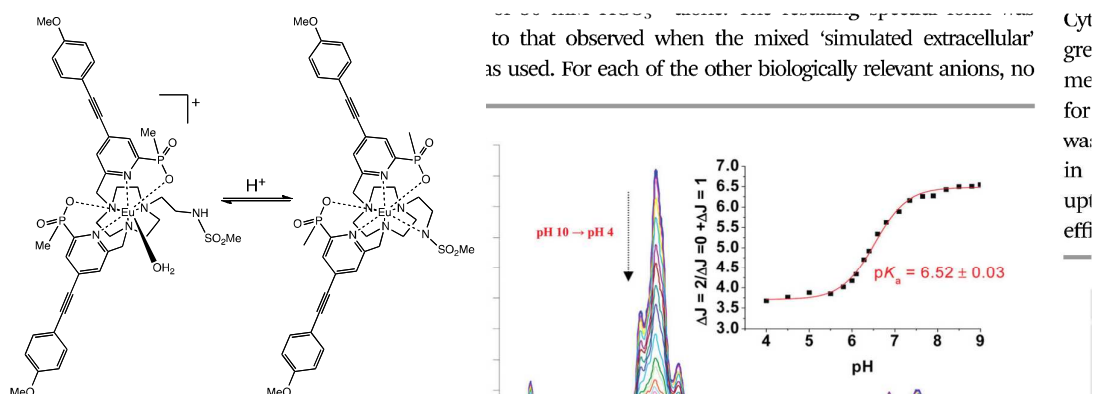 MeO
MeO
+
Me
P
O
O
N
N
N
Eu
NH
SO2Me
O
O
P
Me
N
N
N
OH2
MeO
H+
P
O
O
N
N
N
Eu
N
SO2Me
O
O
P
N
N
N
MeO
to that observed when the mixed ‘simulated extracellular’
as used. For each of the other biologically relevant anions, no
pH 10 → pH 4
ΔJ = 2/ΔJ =0 +ΔJ = 1
7.0
6.5
6.0
5.5
5.0
4.5
4.0
3.5
3.0
pKa = 6.52 ± 0.03
4 5 6 7 8 9
pH
Cyt
gre
me
for
was
in
upt
effi